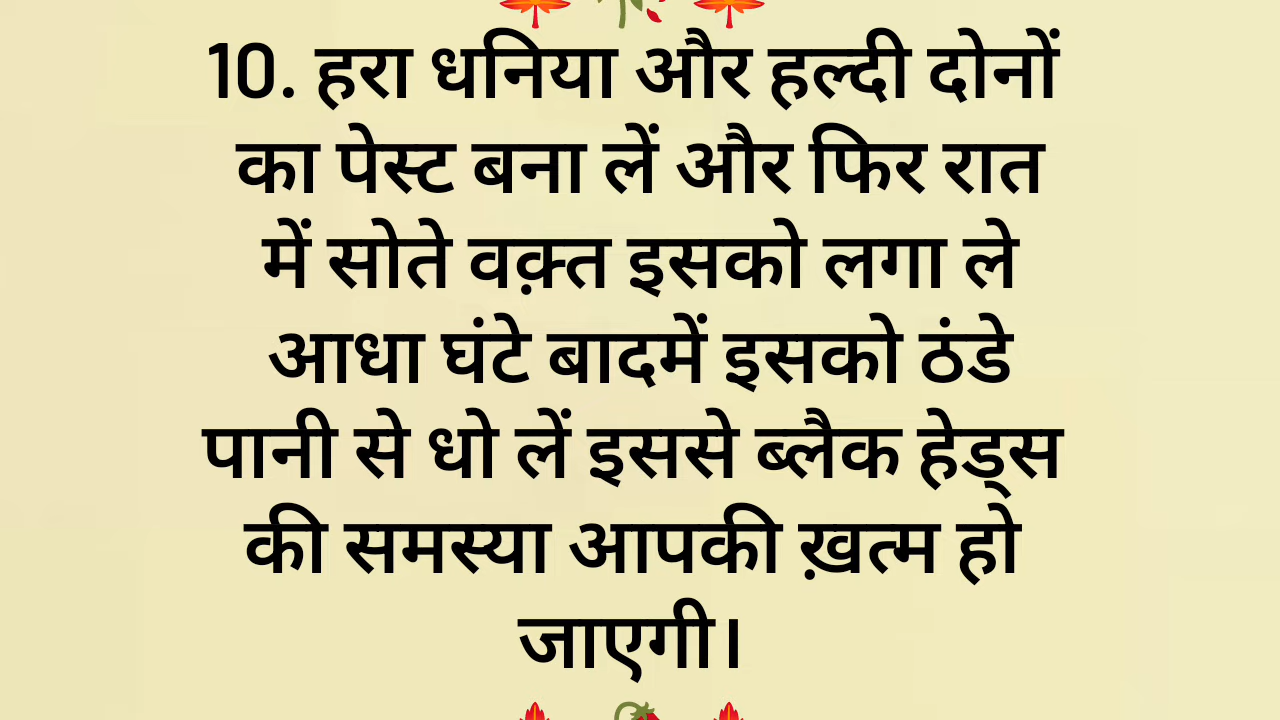 10. हरा धनिया और हल्दी दोनों
का पेस्ट बना लें और फिर रात
में सोते वक़्त इसको लगा ले
आधा घंटे बादमें इसको ठंडे
पानी से धो लें इससे ब्लैक हेड्स
की समस्या आपकी ख़त्म हो
जाएगी।